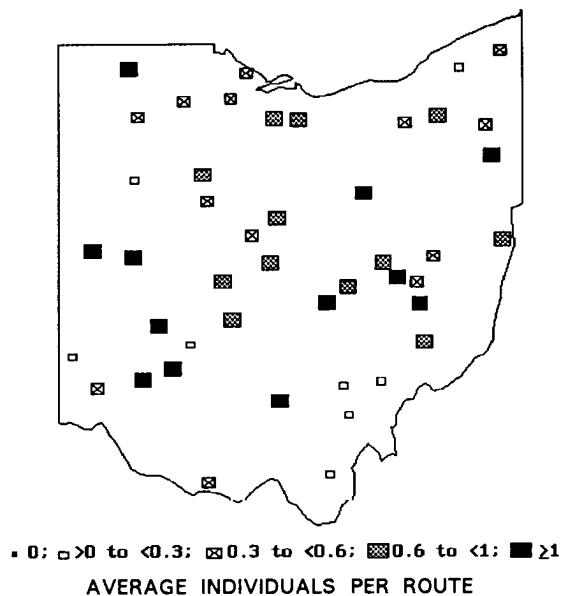 0; >0 to <0.3; 0.3 to <0.6; 0.6 to <1; ≥1
AVERAGE INDIVIDUALS PER ROUTE